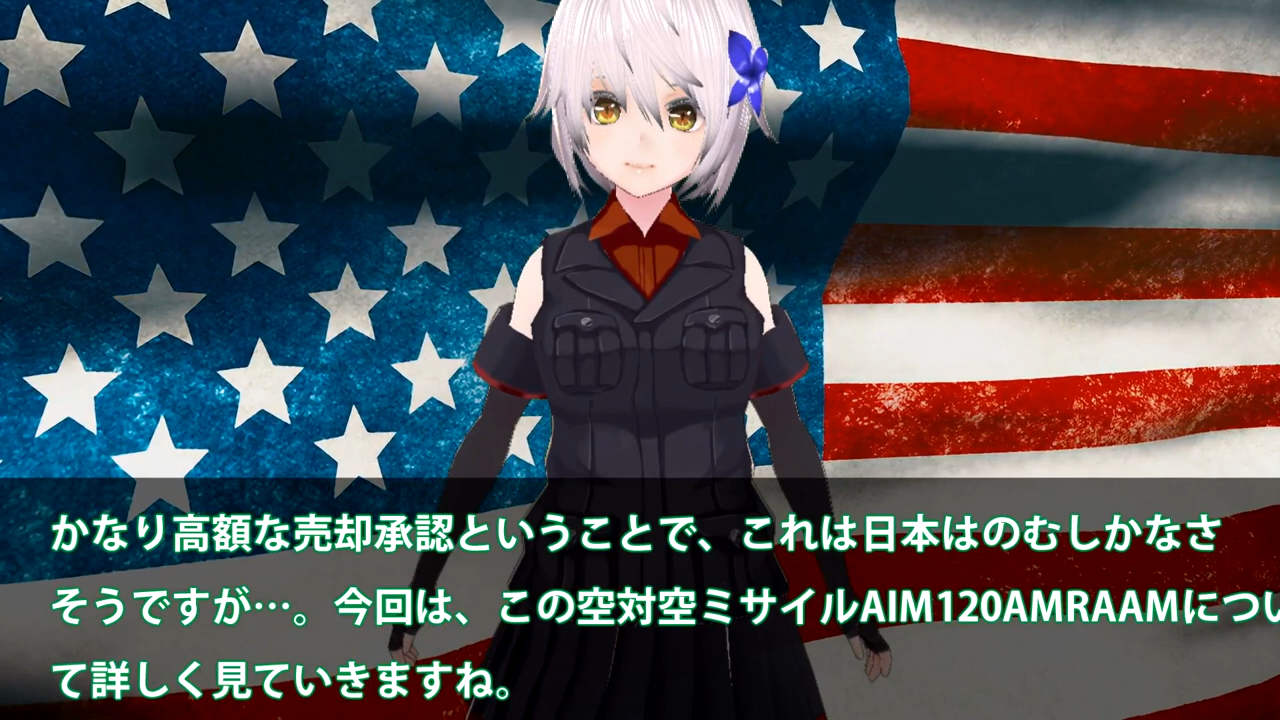 かなり高額な売却承認ということで、これは日本はのむしかなさ
そうですが…。今回は、この空対空ミサイルAIM120AMRAAMについ
て詳しく見ていきますね。